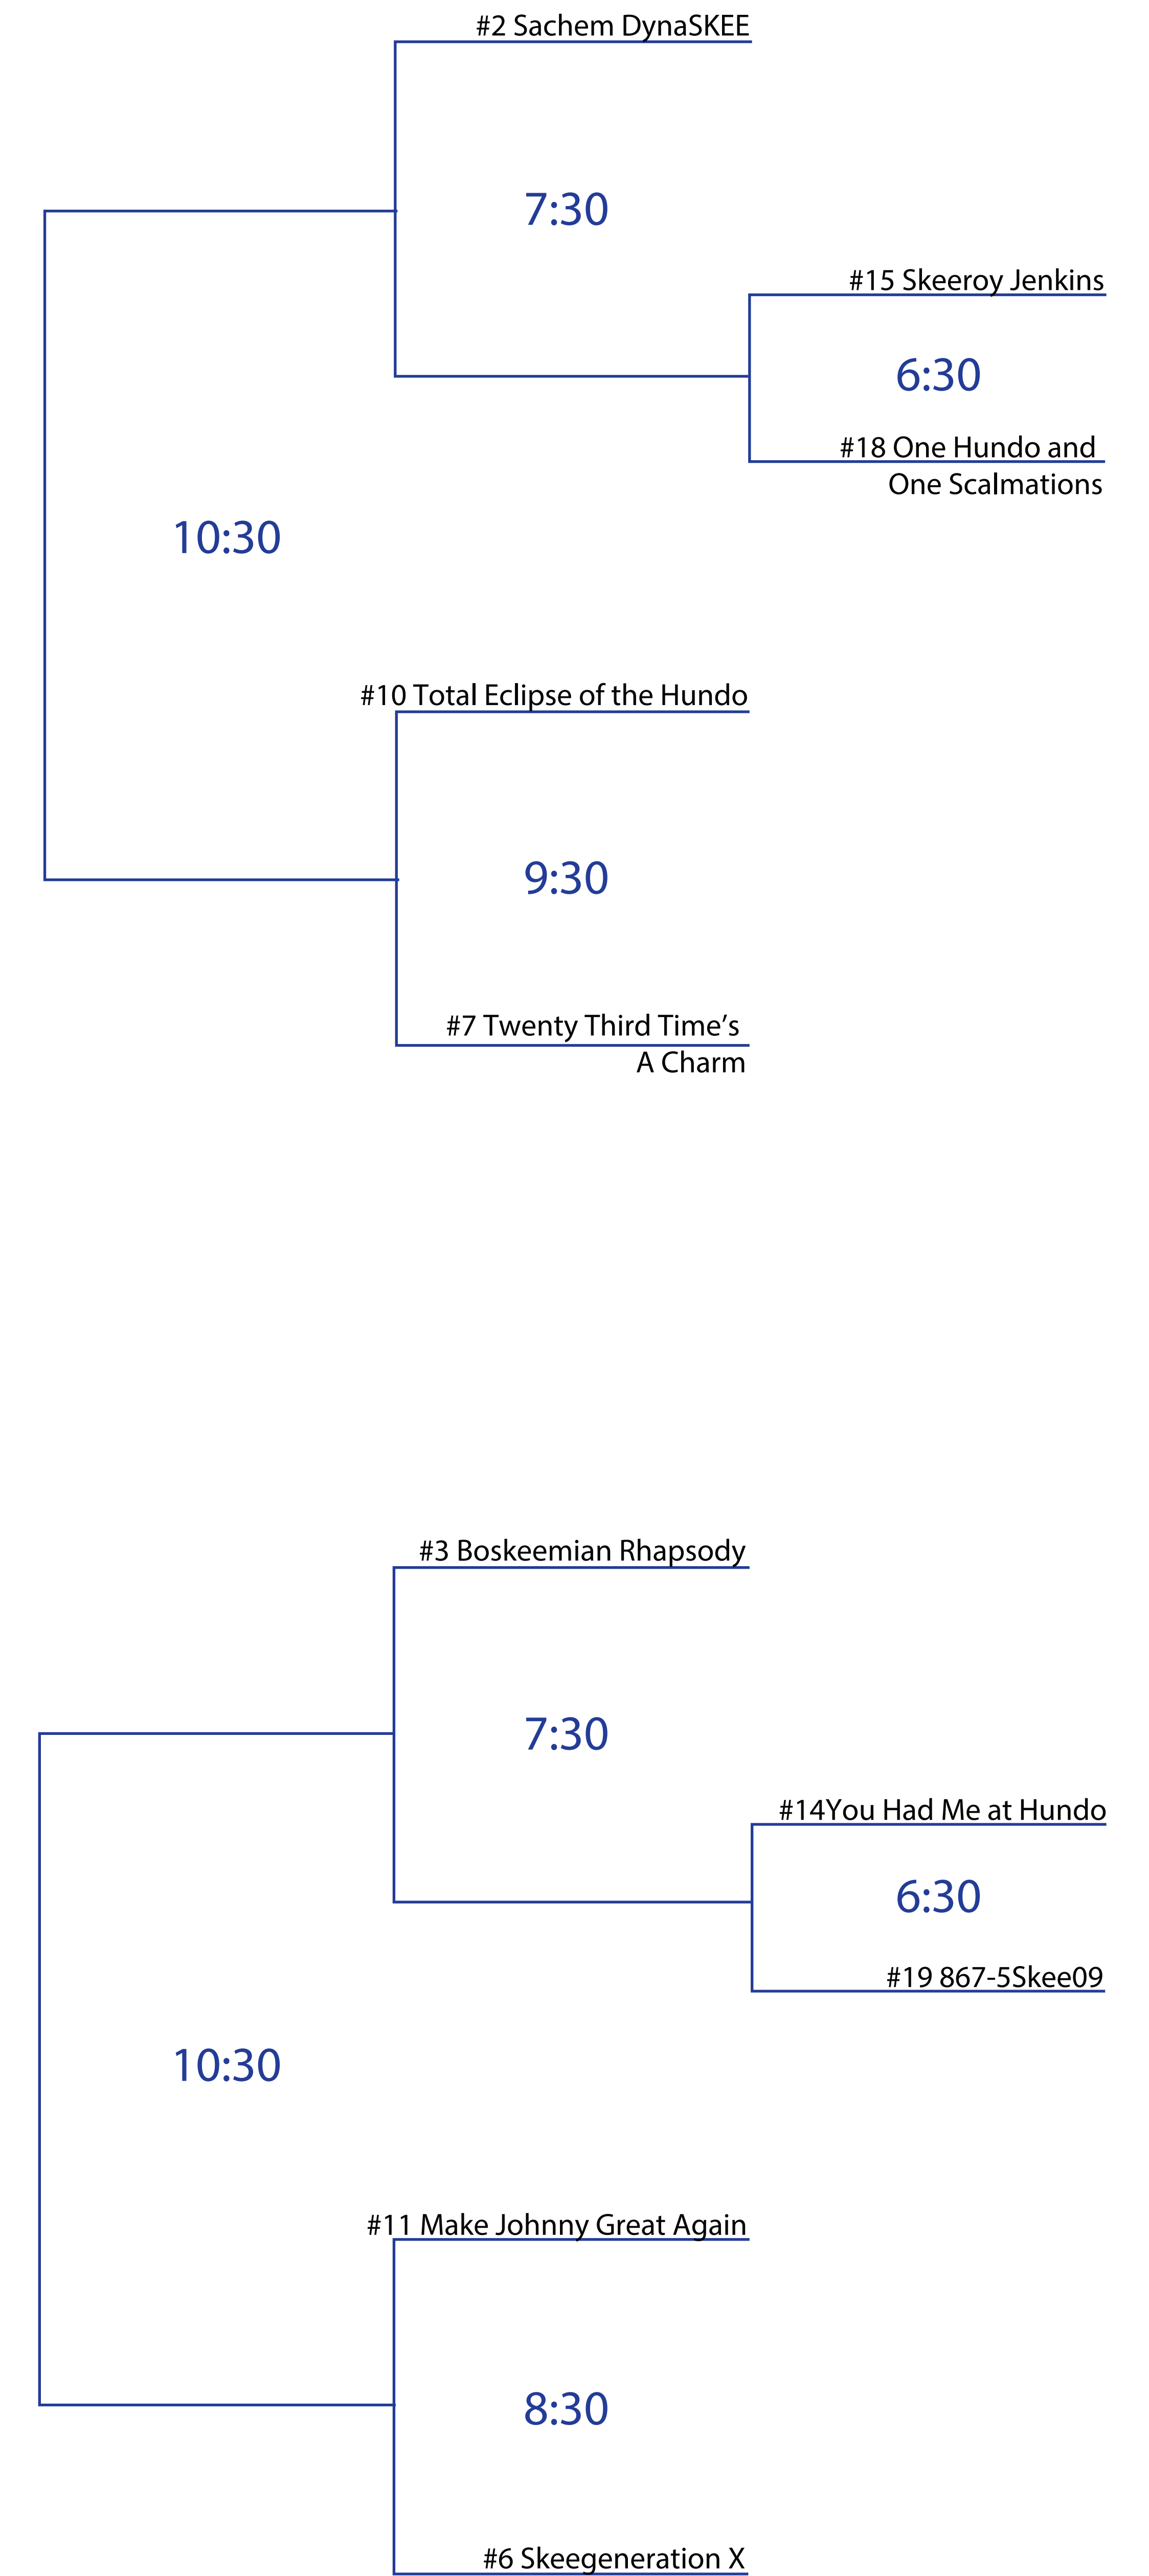 #2 Sachem DynaSKEE
7:30
#15 Skeeroy Jenkins
6:30
#18 One Hundo and
One Scalmations
10:30
#10 Total Eclipse of the Hundo
9:30
#7 Twenty Third Time’s
A Charm
#3 Boskeemian Rhapsody
7:30
#14You Had Me at Hundo
6:30
#19 867-5Skee09
10:30
#11 Make Johnny Great Again
8:30
#6 Skeegeneration X